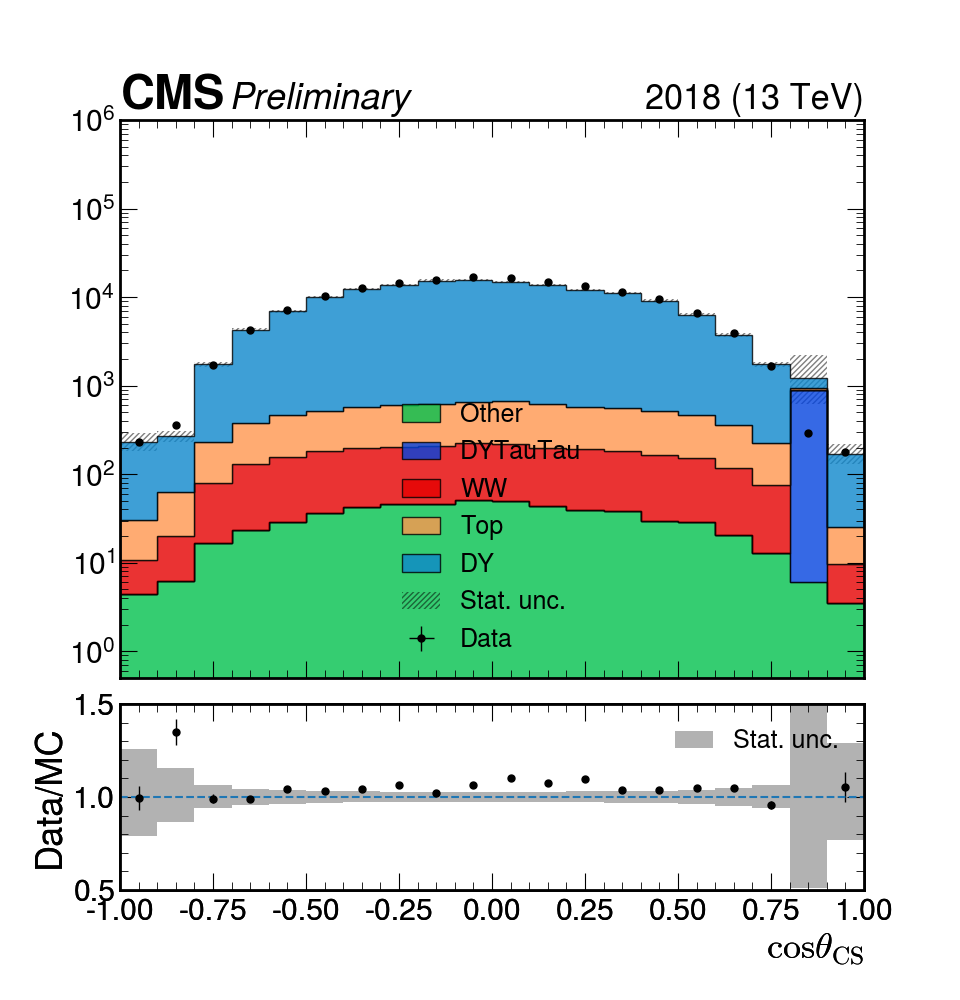 CMS Preliminary 2018 (13 TeV)
10^6
10^5
10^4
10^3
10^2
10^1
10^0
Other
DYTauTau
WW
Top
DY
Stat. unc.
Data
1.5
1.0
0.5
Data/MC
Stat. unc.
-1.00 -0.75 -0.50 -0.25 0.00 0.25 0.50 0.75 1.00
cosθ_CS